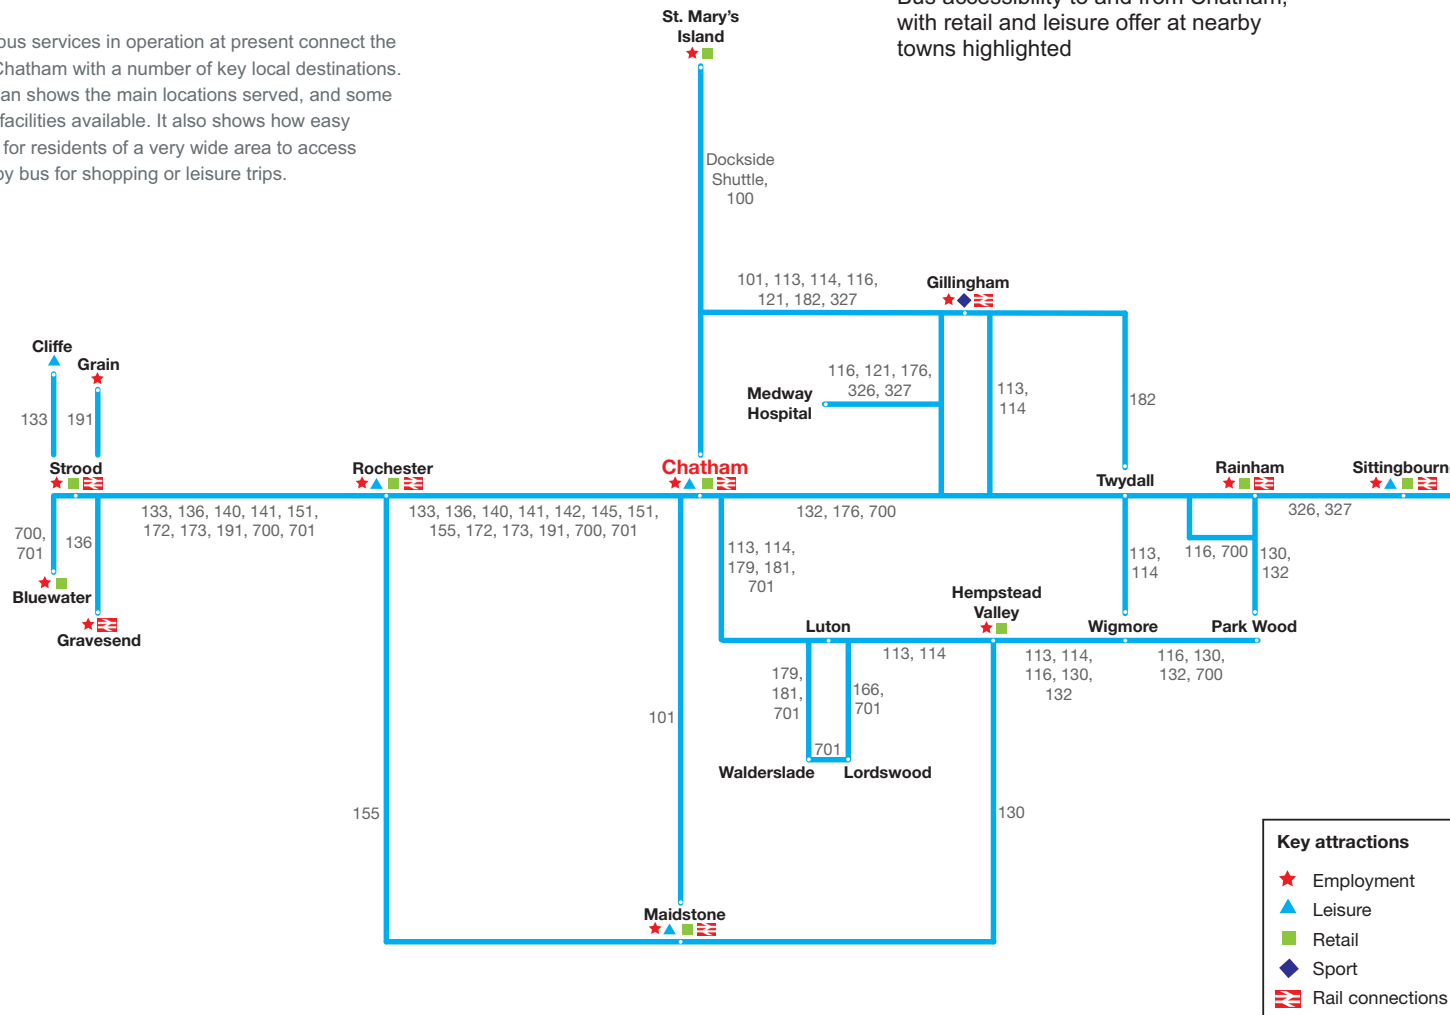 ous services in operation at present connect the
Chatham with a number of key local destinations.
an shows the main locations served, and some
facilities available. It also shows how easy
for residents of a very wide area to access
by bus for shopping or leisure trips.
Bus accessibility to and from Chatham,
with retail and leisure offer at nearby
towns highlighted
St. Mary's
Island
Dockside
Shuttle,
100
101, 113, 114, 116,
121, 182, 327
Gillingham
Cliffe
Grain
133
191
Medway
Hospital
116, 121, 176,
326, 327
113,
114
182
Strood
Rochester
Chatham
Twydall
Rainham
Sittingbourn
133, 136, 140, 141, 151,
172, 173, 191, 700, 701
133, 136, 140, 141, 142, 145, 151,
155, 172, 173, 191, 700, 701
132, 176, 700
326, 327
700,
701
136
Bluewater
Gravesend
113, 114,
179, 181,
701
113,
114
116, 700
130,
132
Luton
Hempstead
Valley
Wigmore
Park Wood
113, 114
113, 114,
116, 130,
132
116, 130,
132, 700
179,
181,
701
166,
701
701
Walderslade
Lordswood
101
155
130
Maidstone
Key attractions
Employment
Leisure
Retail
Sport
Rail connections